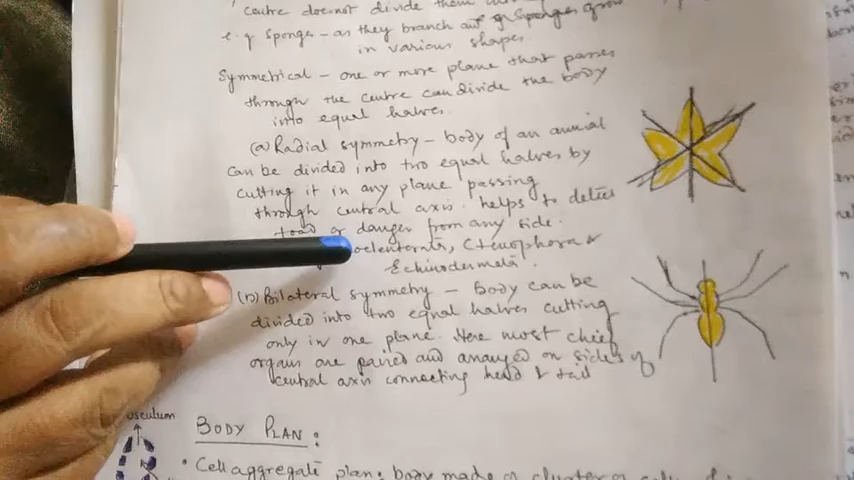 centre does not divide them
e.g sponge - as they branch out or sponges grow
in various shapes.
Symmetrical - one or more plane that passes
through the centre can divide the body
into equal halves.
(a) Radial symmetry - body of an animal
can be divided into two equal halves by
cutting it in any plane passing
through central axis. helps to detect
food or danger from any side.
oelenterata, Ctenophora &
Echinodermata.
(b) Bilateral symmetry - Body can be
divided into two equal halves cutting
only in one plane. Here most chief
organ are paired and arranged on sides of
central axis connecting head & tail
osculum
BODY PLAN:
• Cell aggregate plan: body made of cluster of